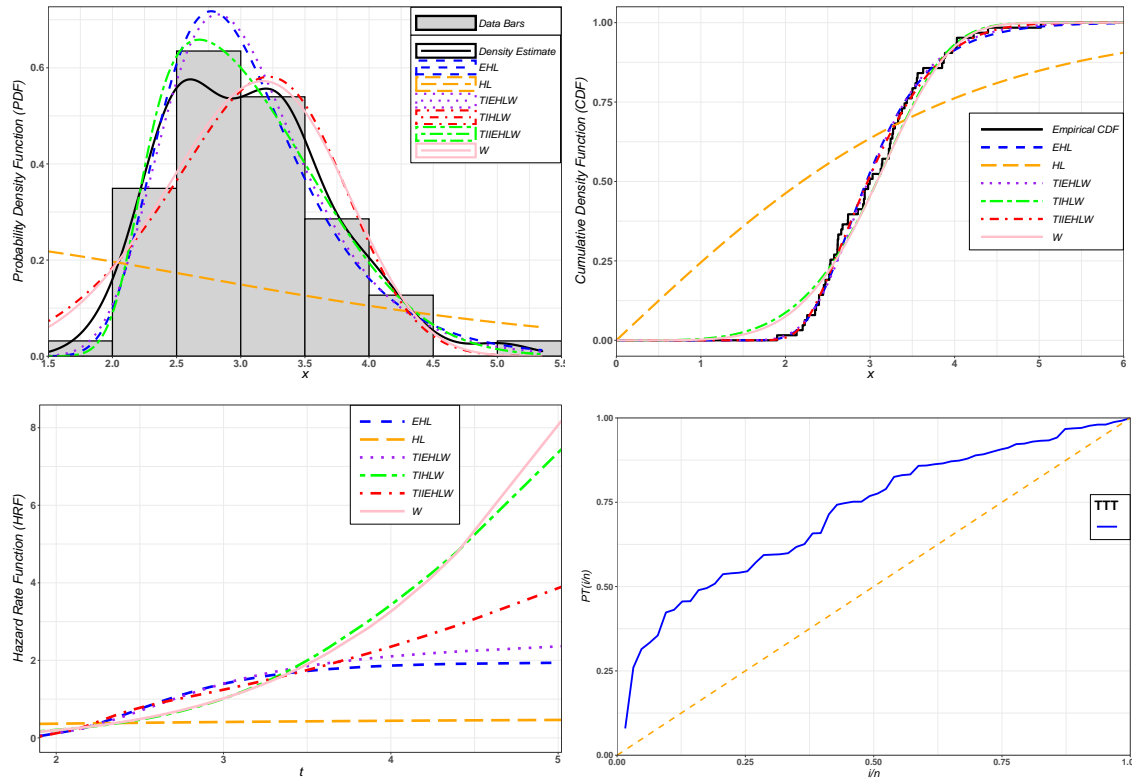 Probability Density Function (PDF)
0.6
0.4
0.2
0.0
1.5
2.0
2.5
3.0
3.5
4.0
4.5
5.0
5.5
x
Data Bars
Density Estimate
EHL
HL
TIEHLW
TIHLW
TIIEHLW
W
Cumulative Density Function (CDF)
1.00
0.75
0.50
0.25
0.00
0
1
2
3
4
5
6
x
Empirical CDF
EHL
HL
TIEHLW
TIHLW
TIIEHLW
W
Hazard Rate Function (HRF)
8
6
4
2
0
2
3
4
5
t
EHL
HL
TIEHLW
TIHLW
TIIEHLW
W
PT(i/n)
1.00
0.75
0.50
0.25
0.00
0.00
0.25
0.50
0.75
1.0
i/n
TTT